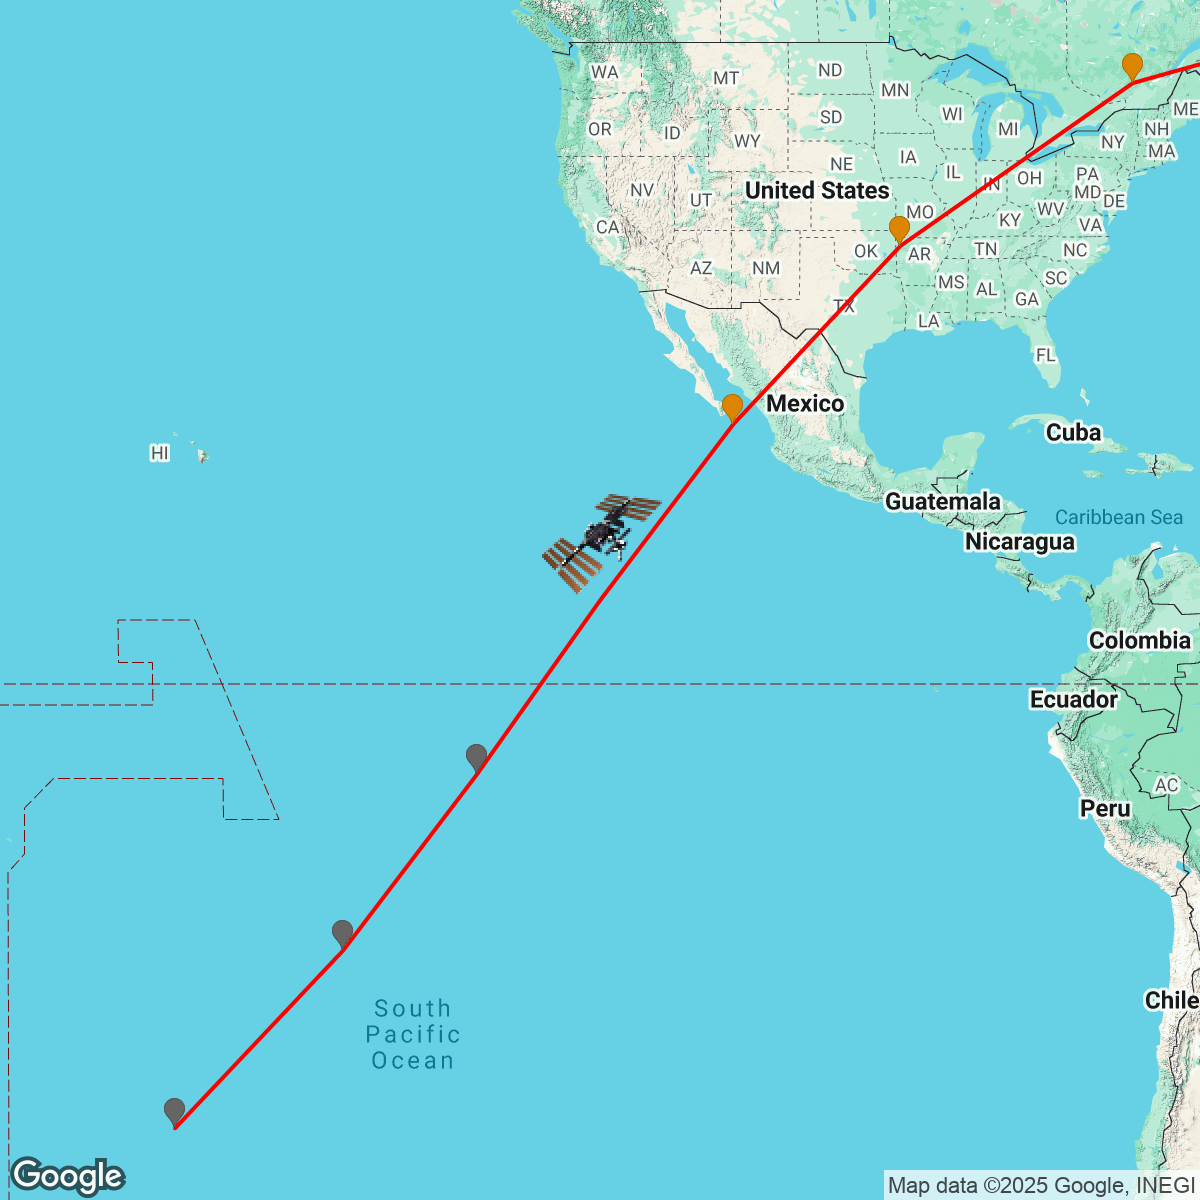 WA
MT
ND
MN
OR
ID
SD
WI
MI
ME
NH
WY
NY
MA
NE
IA
IL
IN
OH
PA
NV
UT
United States
MD
DE
CA
MO
KY
WV
VA
AZ
NM
OK
AR
TN
NC
MS
AL
SC
GA
TX
LA
FL
Mexico
Cuba
HI
Guatemala
Caribbean Sea
Nicaragua
Colombia
Ecuador
AC
Peru
Chile
South
Pacific
Ocean
Google
Map data ©2025 Google, INEGI